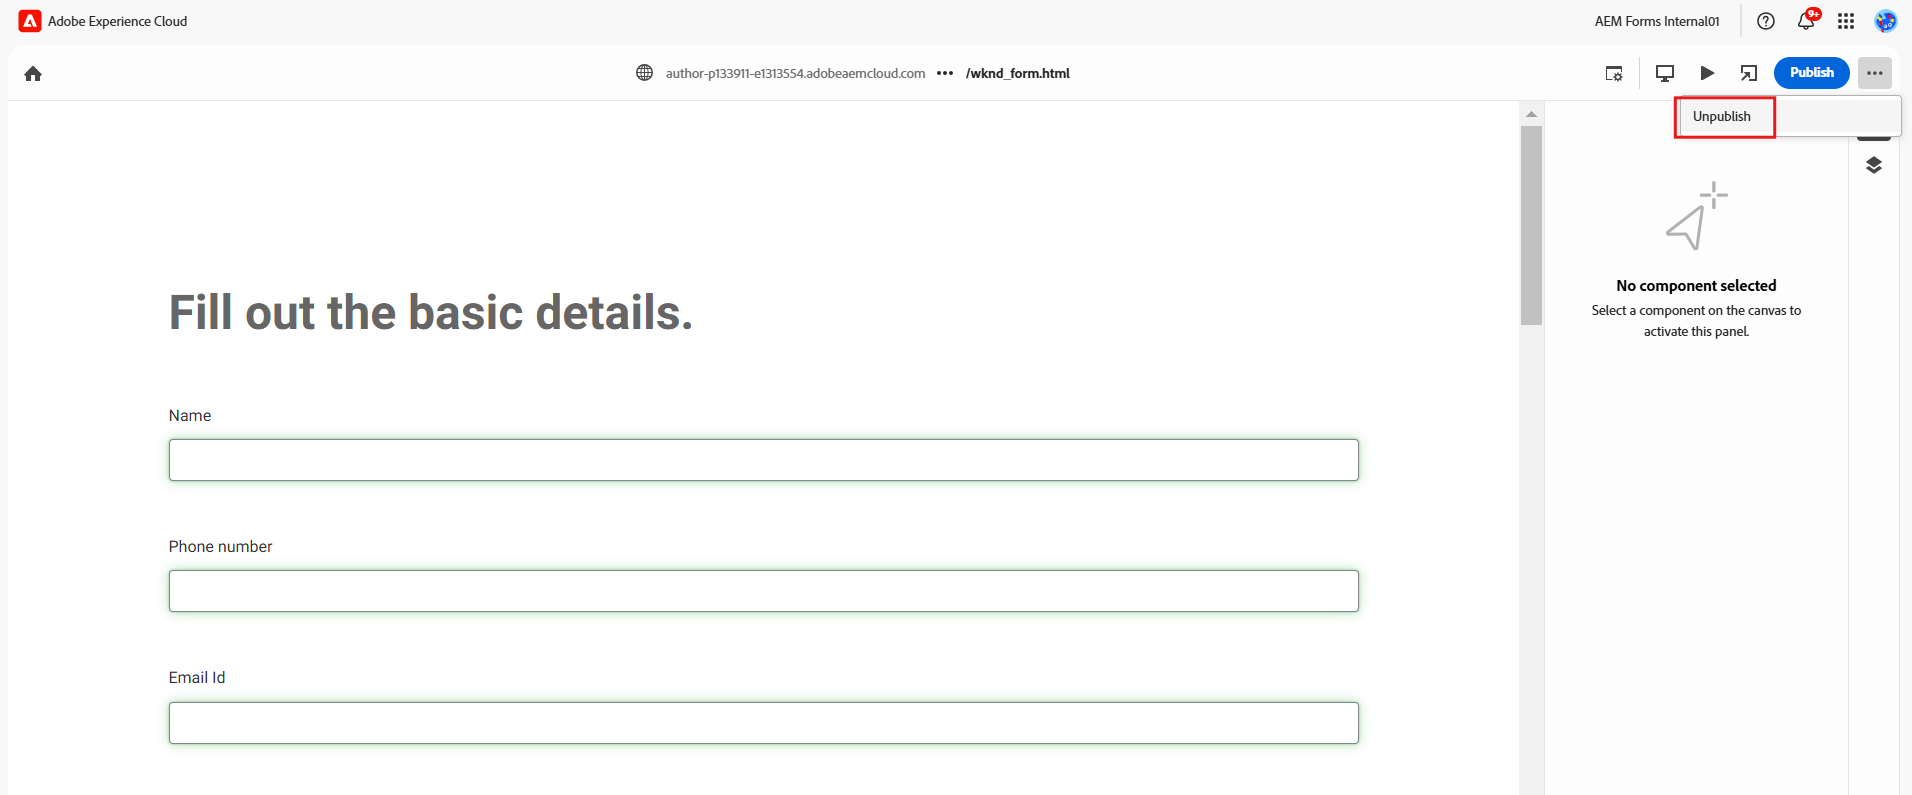 Adobe Experience Cloud
AEM Forms Internal01
9+
author-p133911-e1313554.adobeaemcloud.com ••• /wknd_form.html
Publish
Unpublish
No component selected
Select a component on the canvas to
activate this panel.
Fill out the basic details.
Name
Phone number
Email Id